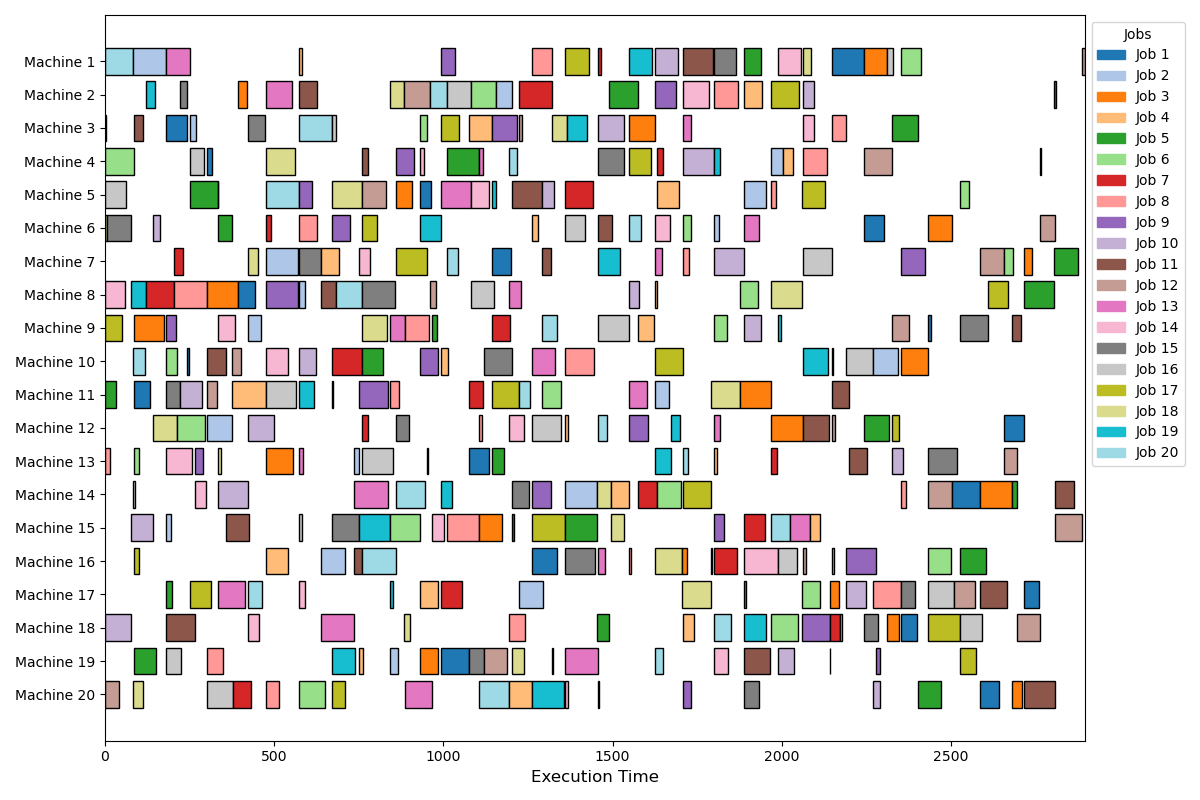 Machine 1
Machine 2
Machine 3
Machine 4
Machine 5
Machine 6
Machine 7
Machine 8
Machine 9
Machine 10
Machine 11
Machine 12
Machine 13
Machine 14
Machine 15
Machine 16
Machine 17
Machine 18
Machine 19
Machine 20
0 500 1000 1500 2000 2500
Execution Time
Jobs
Job 1
Job 2
Job 3
Job 4
Job 5
Job 6
Job 7
Job 8
Job 9
Job 10
Job 11
Job 12
Job 13
Job 14
Job 15
Job 16
Job 17
Job 18
Job 19
Job 20